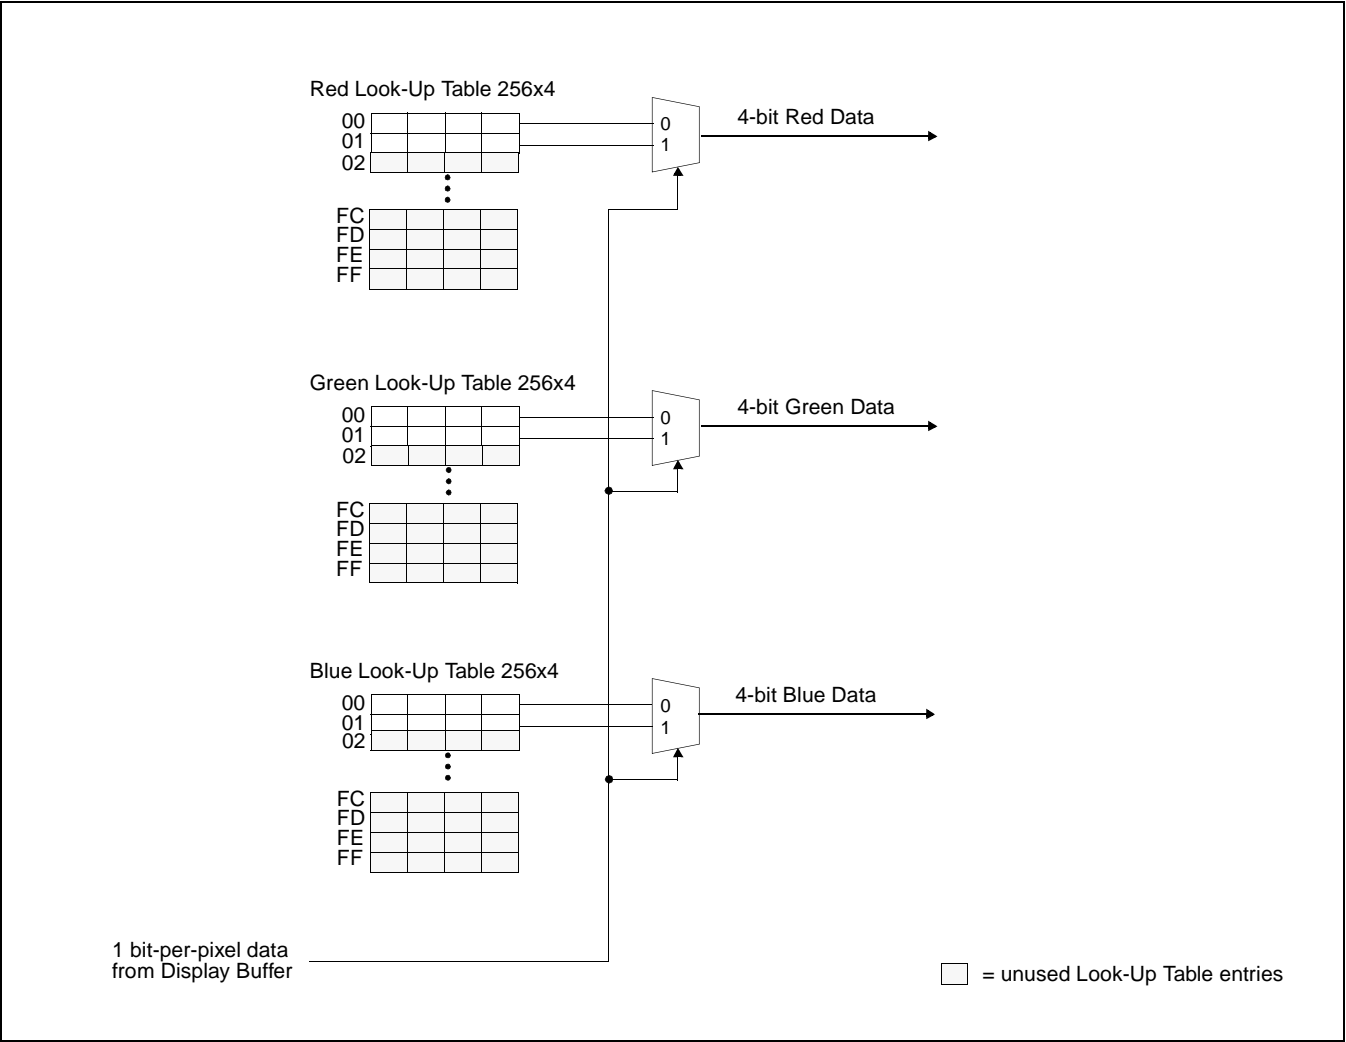 Red Look-Up Table 256x4
00
01
02
FC
FD
FE
FF
0
1
4-bit Red Data
Green Look-Up Table 256x4
00
01
02
FC
FD
FE
FF
0
1
4-bit Green Data
Blue Look-Up Table 256x4
00
01
02
FC
FD
FE
FF
0
1
4-bit Blue Data
1 bit-per-pixel data
from Display Buffer
= unused Look-Up Table entries